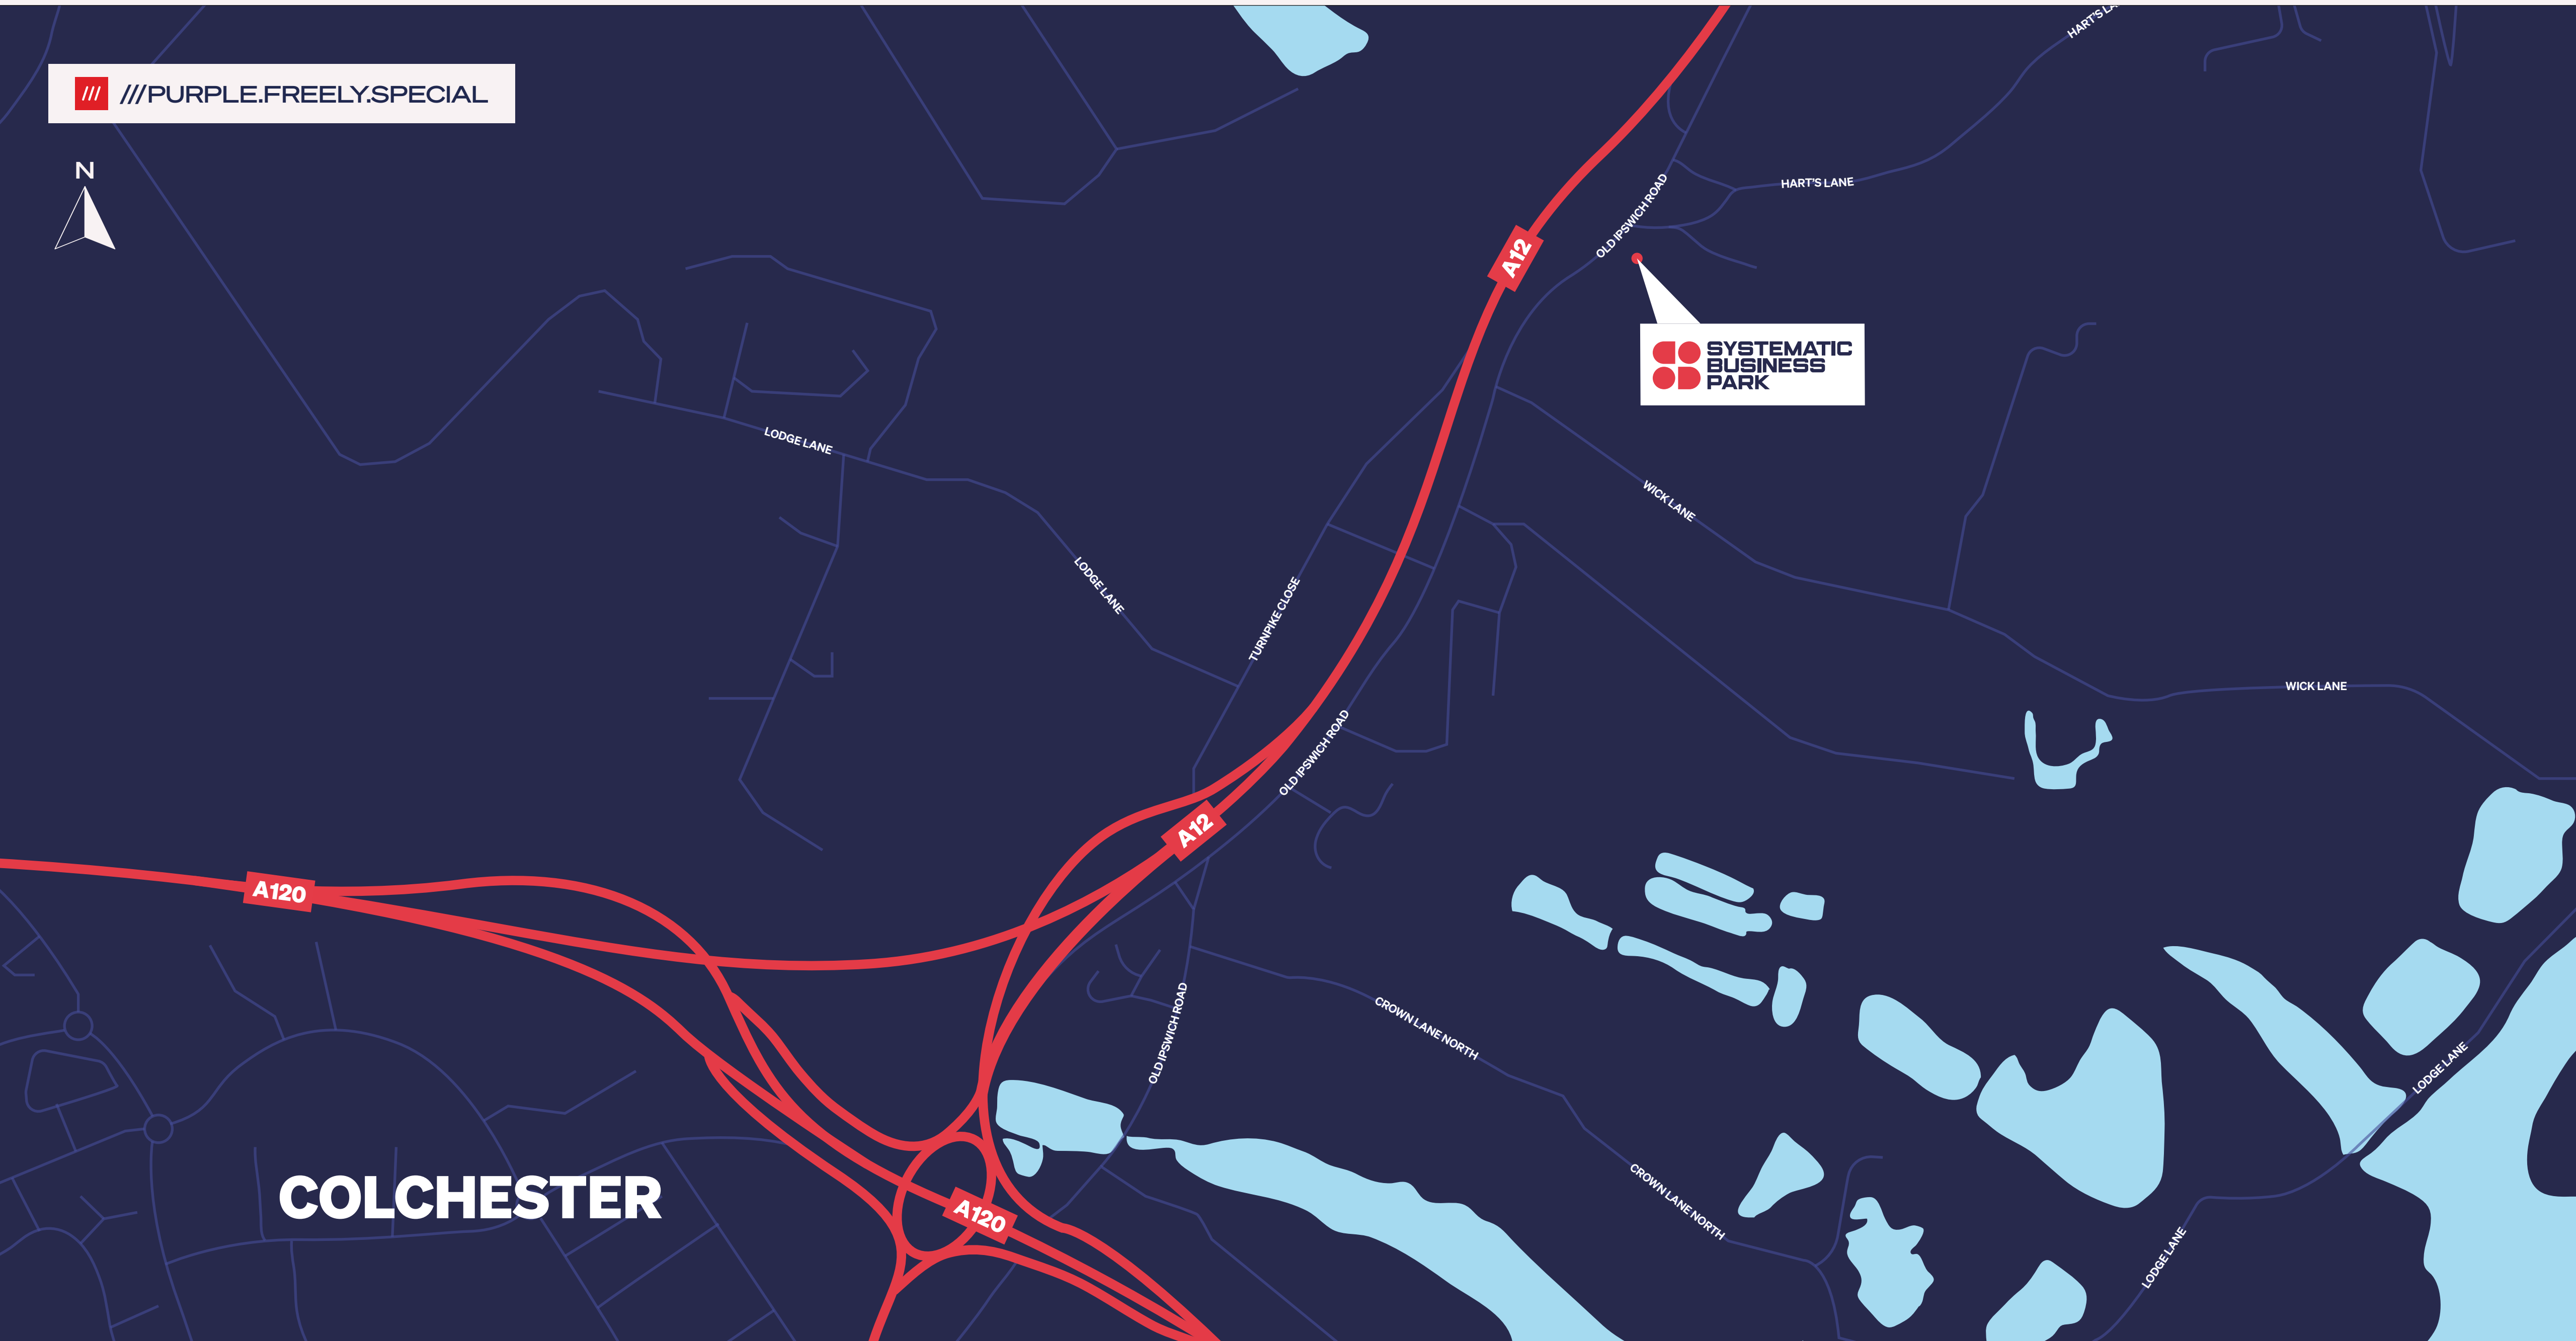 HART'S LA
///PURPLE.FREELY.SPECIAL
N
HART'S LANE
OLD IPSWICH ROAD
A12
SYSTEMATIC
BUSINESS
PARK
LODGE LANE
WICK LANE
LODGE LANE
TURNPIKE CLOSE
WICK LANE
OLD IPSWICH ROAD
A12
A120
CROWN LANE NORTH
OLD IPSWICH ROAD
LODGE LANE
COLCHESTER
A120
CROWN LANE NORTH
LODGE LANE